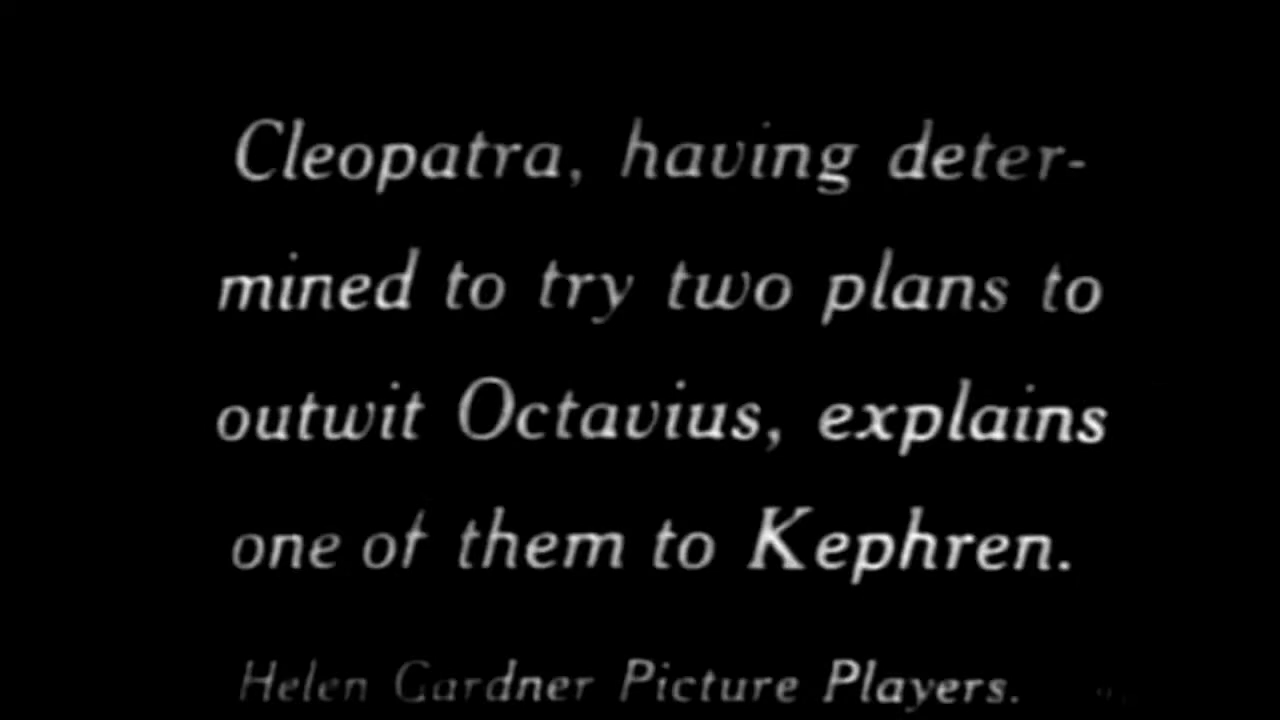 Cleopatra, having deter-
mined to try two plans to
outwit Octavius, explains
one of them to Kephren.
Helen Gardner Picture Players.